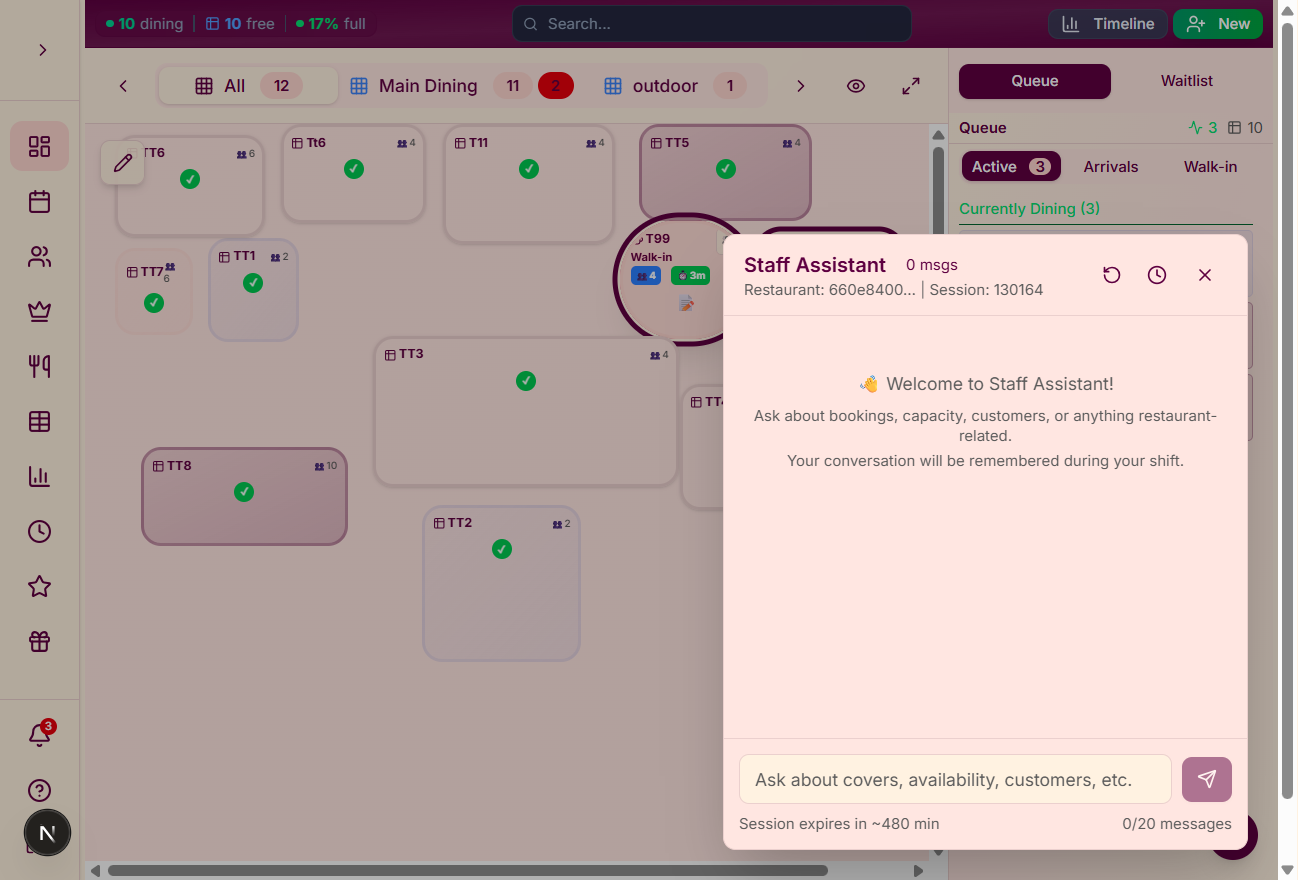 10 dining
10 free
17% full
Search...
Timeline
New
All 12
Main Dining 11 2
outdoor 1
Queue
Waitlist
Queue
3 10
Active 3
Arrivals
Walk-in
Currently Dining (3)
TT6 6
Tt6 4
T11 4
TT5 4
TT7 6
TT1 2
T99
Walk-in
4 3m
TT3 4
TT8 10
TT2 2
Staff Assistant 0 msgs
Restaurant: 660e8400... | Session: 130164
👋 Welcome to Staff Assistant!
Ask about bookings, capacity, customers, or anything restaurant-
related.
Your conversation will be remembered during your shift.
Ask about covers, availability, customers, etc.
Session expires in ~480 min
0/20 messages
3
N